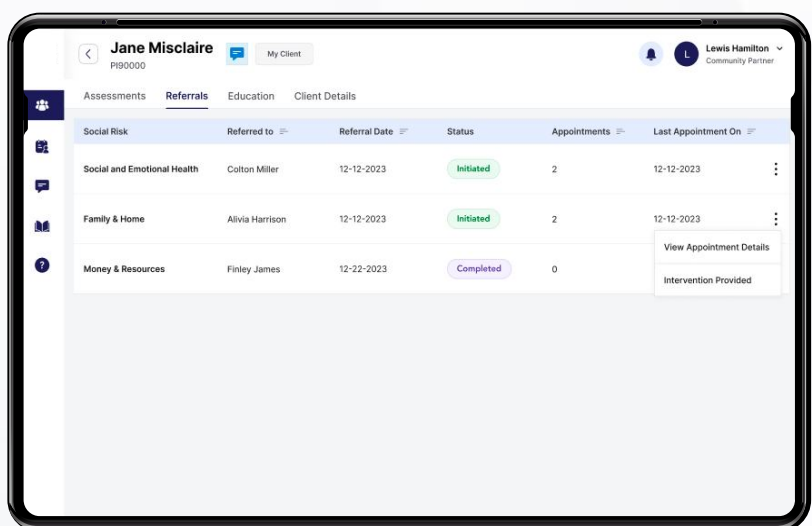 Jane Misclaire
My Client
PI90000
L
Lewis Hamilton
Community Partner
Assessments Referrals Education Client Details
Social Risk Referred to Referral Date Status Appointments Last Appointment On
Social and Emotional Health Colton Miller 12-12-2023 Initiated 2 12-12-2023
Family & Home Alivia Harrison 12-12-2023 Initiated 2 12-12-2023
View Appointment Details
Money & Resources Finley James 12-22-2023 Completed 0
Intervention Provided
?